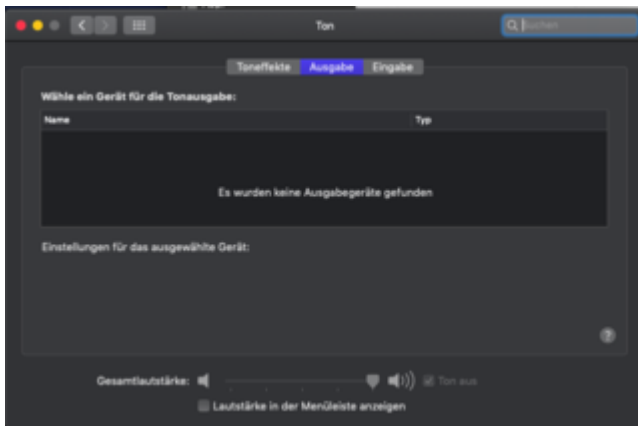 Ton
Suchen
Toneffekte Ausgabe Eingabe
Wähle ein Gerät für die Tonausgabe:
Name Typ
Es wurden keine Ausgabegeräte gefunden
Einstellungen für das ausgewählte Gerät:
?
Gesamtlautstärke: Ton aus
Lautstärke in der Menüleiste anzeigen